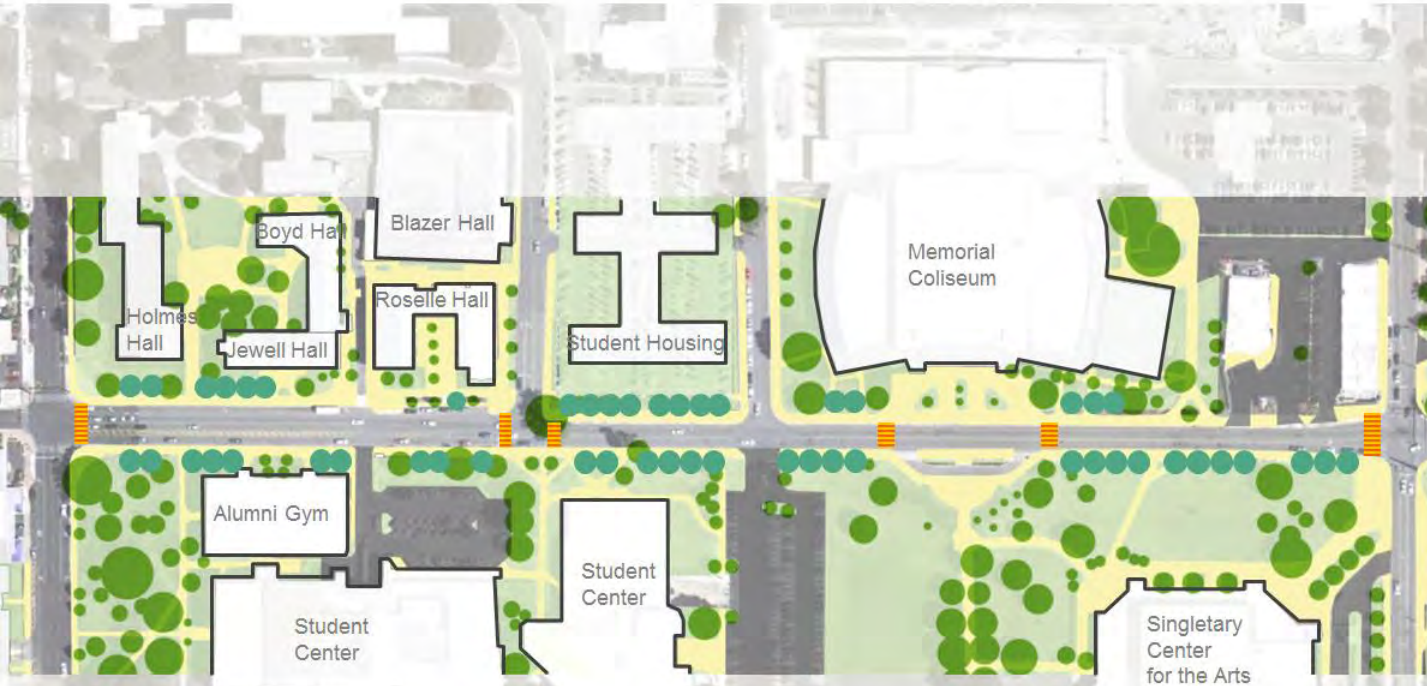 Blazer Hall
Boyd Hall
Memorial
Coliseum
Roselle Hall
Holmes
Hall
Jewell Hall
Student Housing
Alumni Gym
Student
Center
Student
Center
Singletary
Center
for the Arts